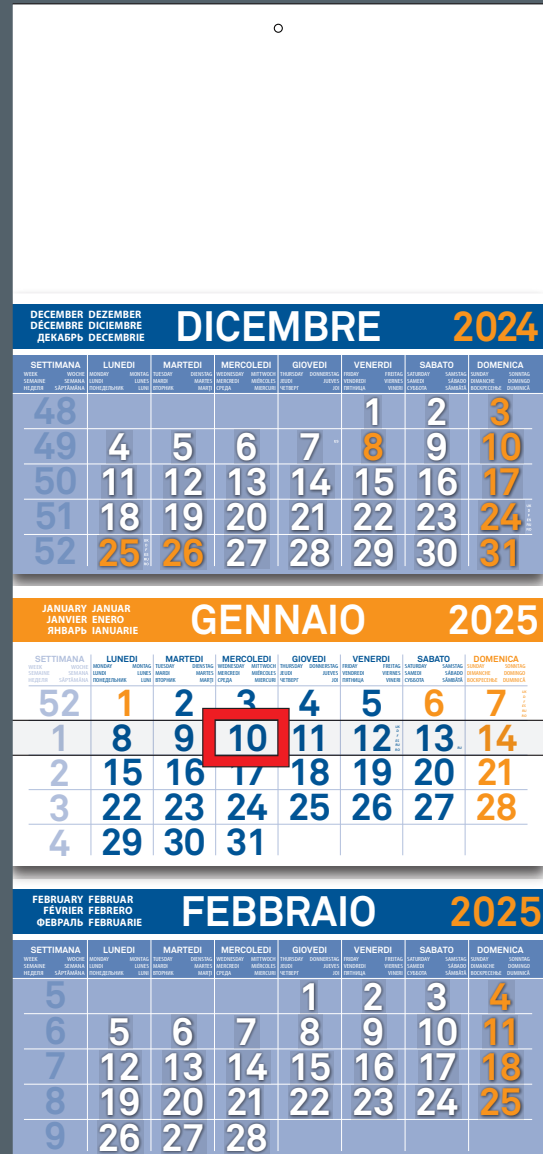 DECEMBER DEZEMBER
DÉCEMBRE DICIEMBRE
ДЕКАБРЬ DECEMBRIE
DICEMBRE 2024
SETTIMANA LUNEDI MARTEDI MERCOLEDI GIOVEDI VENERDI SABATO DOMENICA
WEEK WOCHE MONDAY MONTAG TUESDAY DIENSTAG WEDNESDAY MITTWOCH THURSDAY DONNERSTAG FRIDAY FREITAG SATURDAY SAMSTAG SUNDAY SONNTAG
SEMAINE SEMANA LUNDI LUNES MARDI MARTES MERCREDI MIÉRCOLES JEUDI JUEVES VENDREDI VIERNES SAMEDI SÁBADO DIMANCHE DOMINGO
НЕДЕЛЯ SĂPTĂMÂNA ПОНЕДЕЛЬНИК LUNI ВТОРНИК MARȚI СРЕДА MIERCURI ЧЕТВЕРГ JOI ПЯТНИЦА VINERI СУББОТА SÂMBĂTĂ ВОСКРЕСЕНЬЕ DUMINICĂ
48 1 2 3
49 4 5 6 7 8 9 10
50 11 12 13 14 15 16 17
51 18 19 20 21 22 23 24
52 25 26 27 28 29 30 31
JANUARY JANUAR
JANVIER ENERO
ЯНВАРЬ IANUARIE
GENNAIO 2025
SETTIMANA LUNEDI MARTEDI MERCOLEDI GIOVEDI VENERDI SABATO DOMENICA
WEEK WOCHE MONDAY MONTAG TUESDAY DIENSTAG WEDNESDAY MITTWOCH THURSDAY DONNERSTAG FRIDAY FREITAG SATURDAY SAMSTAG SUNDAY SONNTAG
SEMAINE SEMANA LUNDI LUNES MARDI MARTES MERCREDI MIÉRCOLES JEUDI JUEVES VENDREDI VIERNES SAMEDI SÁBADO DIMANCHE DOMINGO
НЕДЕЛЯ SĂPTĂMÂNA ПОНЕДЕЛЬНИК LUNI ВТОРНИК MARȚI СРЕДА MIERCURI ЧЕТВЕРГ JOI ПЯТНИЦА VINERI СУББОТА SÂMBĂTĂ ВОСКРЕСЕНЬЕ DUMINICĂ
52 1 2 3 4 5 6 7
1 8 9 10 11 12 13 14
2 15 16 17 18 19 20 21
3 22 23 24 25 26 27 28
4 29 30 31
FEBRUARY FEBRUAR
FÉVRIER FEBRERO
ФЕВРАЛЬ FEBRUARIE
FEBBRAIO 2025
SETTIMANA LUNEDI MARTEDI MERCOLEDI GIOVEDI VENERDI SABATO DOMENICA
WEEK WOCHE MONDAY MONTAG TUESDAY DIENSTAG WEDNESDAY MITTWOCH THURSDAY DONNERSTAG FRIDAY FREITAG SATURDAY SAMSTAG SUNDAY SONNTAG
SEMAINE SEMANA LUNDI LUNES MARDI MARTES MERCREDI MIÉRCOLES JEUDI JUEVES VENDREDI VIERNES SAMEDI SÁBADO DIMANCHE DOMINGO
НЕДЕЛЯ SĂPTĂMÂNA ПОНЕДЕЛЬНИК LUNI ВТОРНИК MARȚI СРЕДА MIERCURI ЧЕТВЕРГ JOI ПЯТНИЦА VINERI СУББОТА SÂMBĂTĂ ВОСКРЕСЕНЬЕ DUMINICĂ
5 1 2 3 4
6 5 6 7 8 9 10 11
7 12 13 14 15 16 17 18
8 19 20 21 22 23 24 25
9 26 27 28